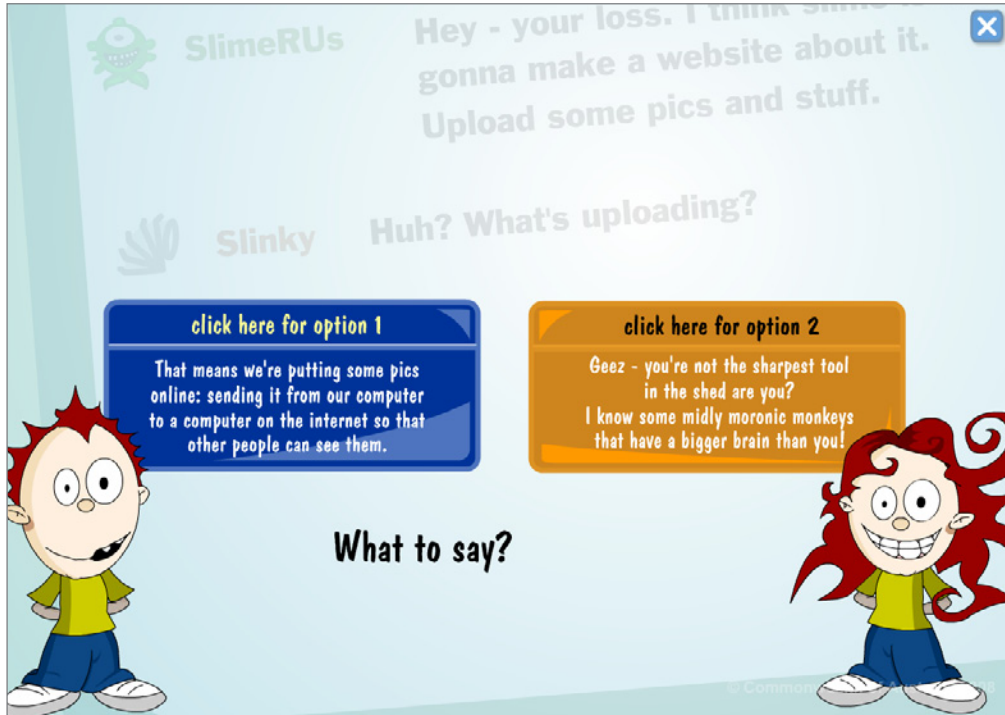 SlimeRUs
Hey - your loss. I think slime is
gonna make a website about it.
Upload some pics and stuff.
Slinky
Huh? What's uploading?
click here for option 1
That means we're putting some pics
online: sending it from our computer
to a computer on the internet so that
other people can see them.
click here for option 2
Geez - you're not the sharpest tool
in the shed are you?
I know some midly moronic monkeys
that have a bigger brain than you!
What to say?